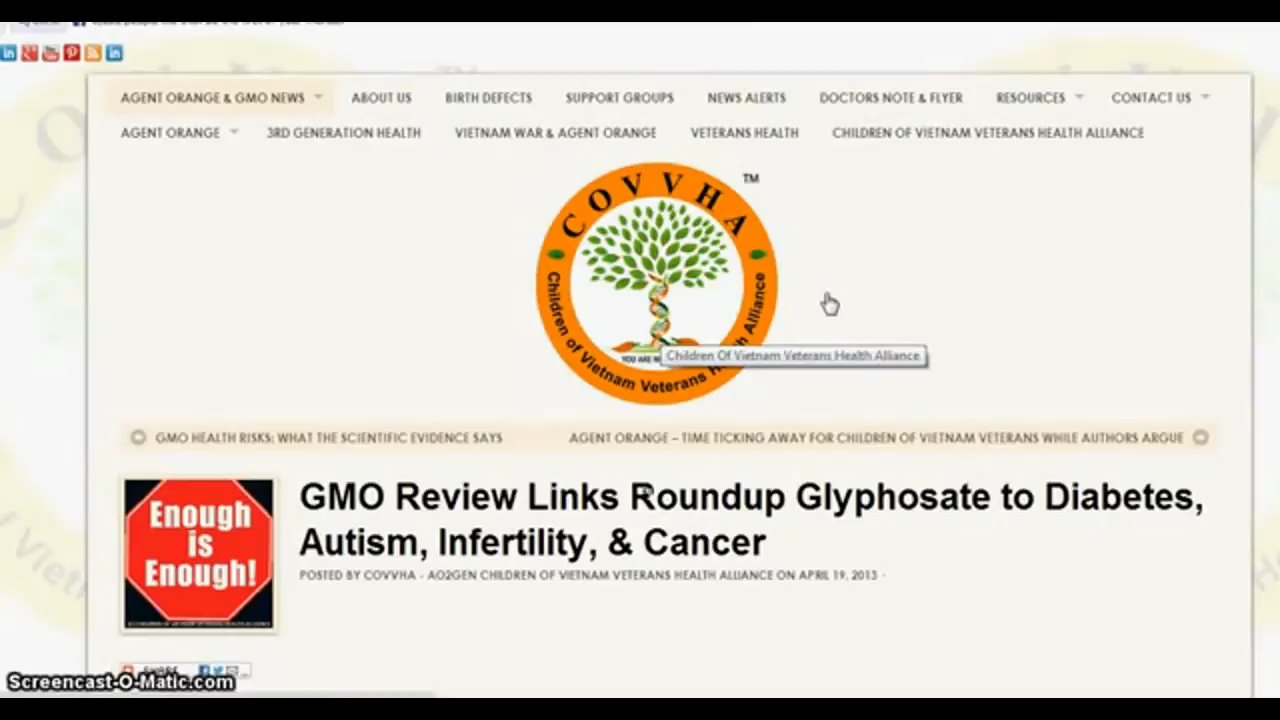 AGENT ORANGE & GMO NEWS ABOUT US BIRTH DEFECTS SUPPORT GROUPS NEWS ALERTS DOCTORS NOTE & FLYER RESOURCES CONTACT US
AGENT ORANGE 3RD GENERATION HEALTH VIETNAM WAR & AGENT ORANGE VETERANS HEALTH CHILDREN OF VIETNAM VETERANS HEALTH ALLIANCE
COVVHA TM
Children of Vietnam Veterans Health Alliance
YOU ARE
Children Of Vietnam Veterans Health Alliance
GMO HEALTH RISKS: WHAT THE SCIENTIFIC EVIDENCE SAYS AGENT ORANGE – TIME TICKING AWAY FOR CHILDREN OF VIETNAM VETERANS WHILE AUTHORS ARGUE
Enough
is
Enough!
GMO Review Links Roundup Glyphosate to Diabetes,
Autism, Infertility, & Cancer
POSTED BY COVVHA - AO2GEN CHILDREN OF VIETNAM VETERANS HEALTH ALLIANCE ON APRIL 19, 2013 ·
SHARE
Screencast-O-Matic.com